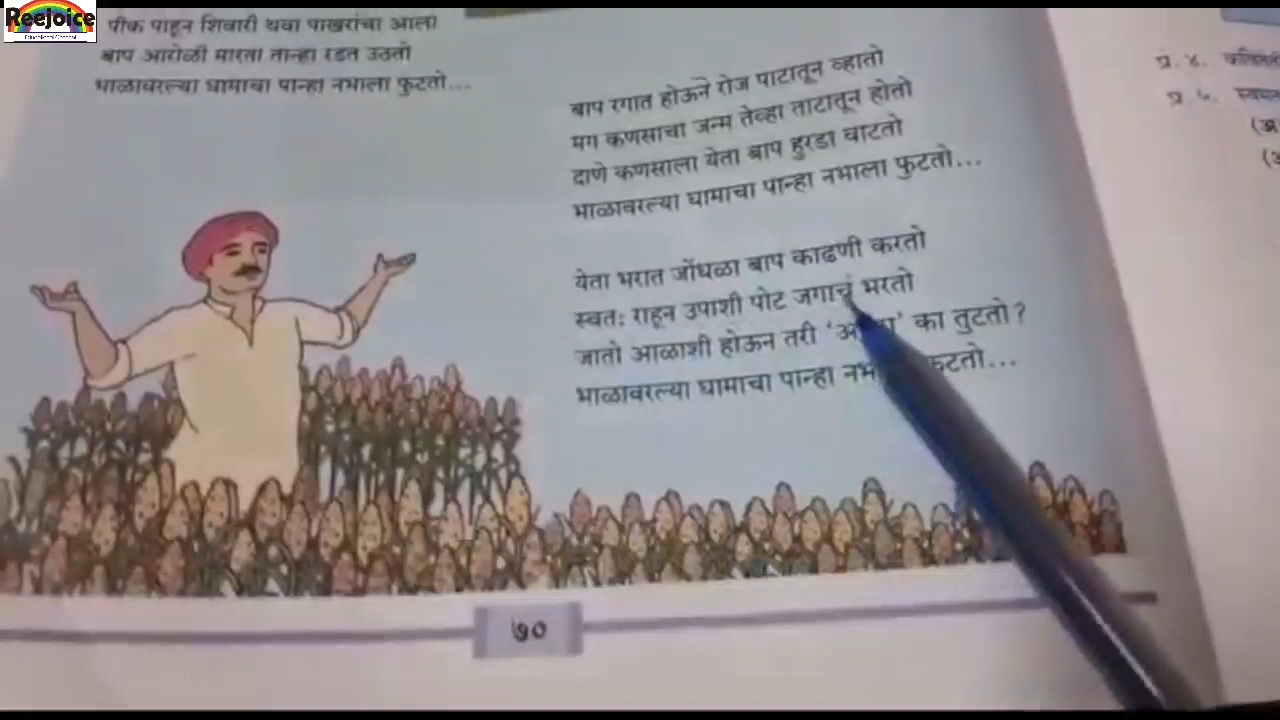 Reejoice
Educational Channel
पीक पाहून शिवारी थवा पाखरांचा आला
बाप आरोळी मारता तान्हा रडत उठतो
भाळावरल्या घामाचा पान्हा नभाला फुटतो...
बाप रगात होऊन रोज पाटातून व्हातो
मग कणसाचा जन्म तेव्हा ताटातून होतो
दाणे कणसाला येता बाप हुरडा वाटतो
भाळावरल्या घामाचा पान्हा नभाला फुटतो...
येता भरात जोंधळा बाप काढणी करतो
स्वतः राहून उपाशी पोट जगाचं भरतो
जातो आळाशी होऊन तरी का तुटतो?
भाळावरल्या घामाचा पान्हा
७०
प्र. ४.
प्र. ५.
(अ